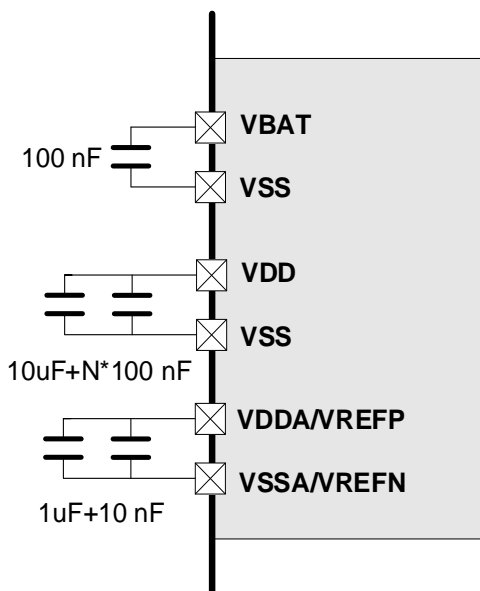 VBAT
100 nF
VSS
VDD
VSS
10uF+N*100 nF
VDDA/VREFP
VSSA/VREFN
1uF+10 nF